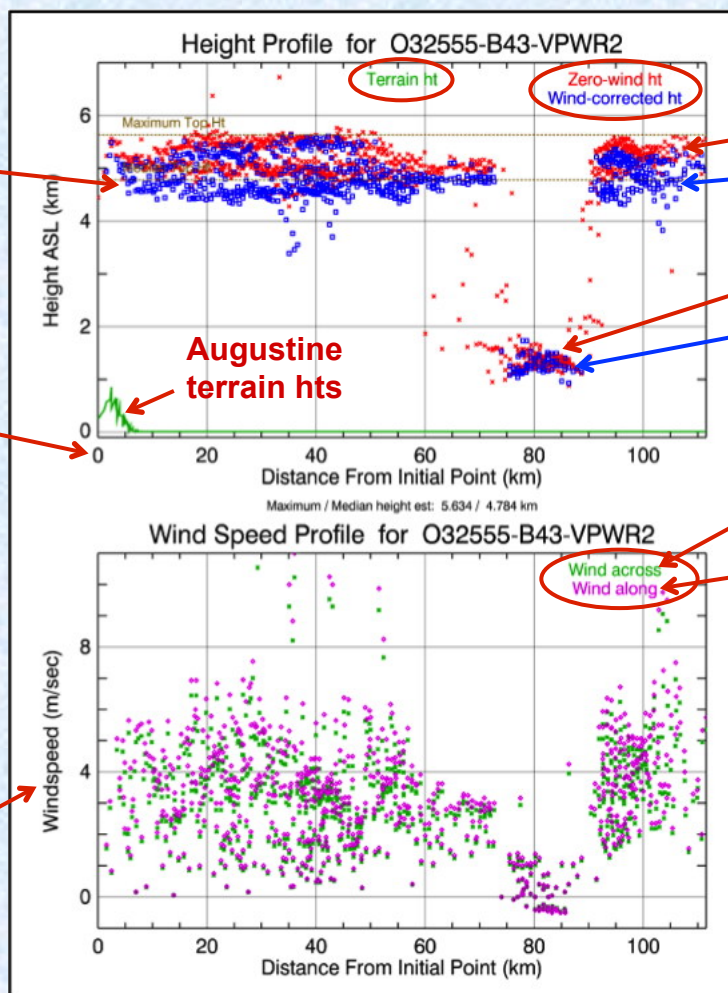 Height Profile for O32555-B43-VPWR2
Terrain ht
Zero-wind ht
Wind-corrected ht
Maximum Top Ht
Height ASL (km)
6
4
2
0
Augustine
terrain hts
0 20 40 60 80 100
Distance From Initial Point (km)
Maximum / Median height est: 5.634 / 4.784 km
Wind Speed Profile for O32555-B43-VPWR2
Wind across
Wind along
Windspeed (m/sec)
8
4
0
0 20 40 60 80 100
Distance From Initial Point (km)